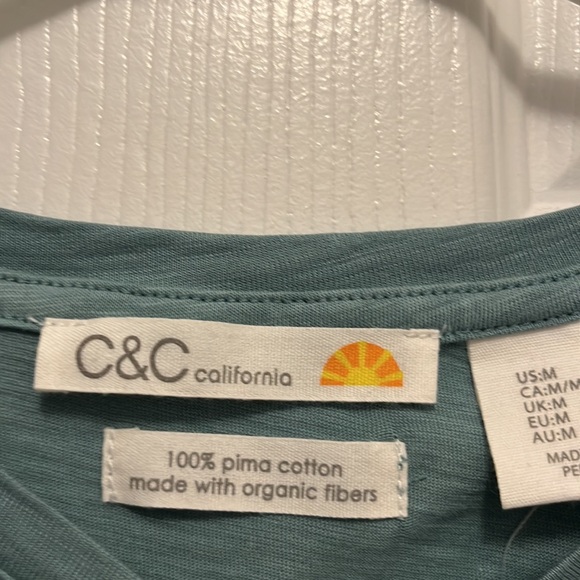 C&C california
100% pima cotton
made with organic fibers
US:M
CA:M/M
UK:M
EU:M
AU:M